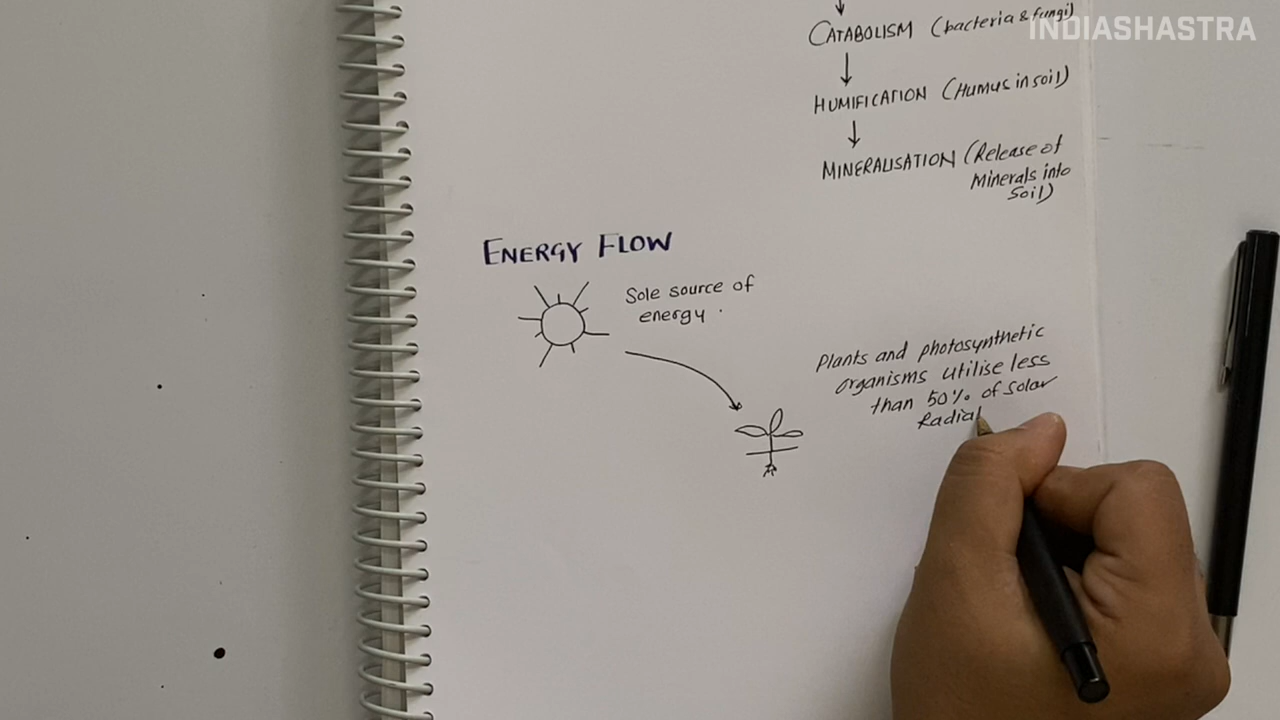 CATABOLISM (bacteria & fungi)
INDIASHASTRA
HUMIFICATION (Humus in soil)
MINERALISATION (Release of
Minerals into
Soil)
ENERGY FLOW
Sole source of
energy.
Plants and photosynthetic
organisms utilise less
than 50% of solar
Radia